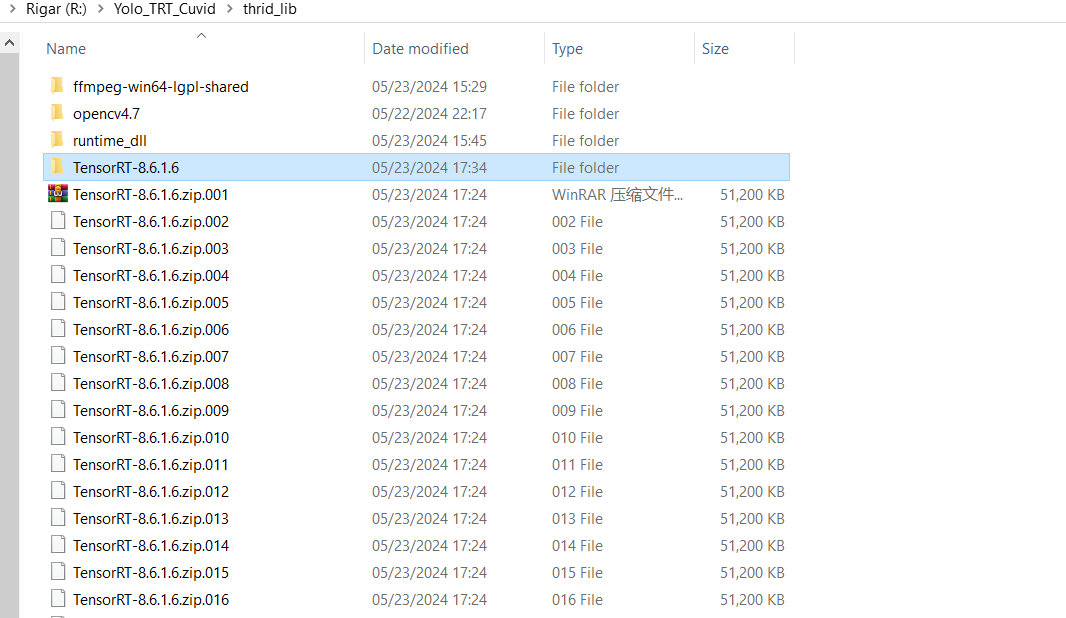 Rigar (R:) > Yolo_TRT_Cuvid > thrid_lib
Name Date modified Type Size
ffmpeg-win64-lgpl-shared 05/23/2024 15:29 File folder
opencv4.7 05/22/2024 22:17 File folder
runtime_dll 05/23/2024 15:45 File folder
TensorRT-8.6.1.6 05/23/2024 17:34 File folder
TensorRT-8.6.1.6.zip.001 05/23/2024 17:24 WinRAR 压缩文件... 51,200 KB
TensorRT-8.6.1.6.zip.002 05/23/2024 17:24 002 File 51,200 KB
TensorRT-8.6.1.6.zip.003 05/23/2024 17:24 003 File 51,200 KB
TensorRT-8.6.1.6.zip.004 05/23/2024 17:24 004 File 51,200 KB
TensorRT-8.6.1.6.zip.005 05/23/2024 17:24 005 File 51,200 KB
TensorRT-8.6.1.6.zip.006 05/23/2024 17:24 006 File 51,200 KB
TensorRT-8.6.1.6.zip.007 05/23/2024 17:24 007 File 51,200 KB
TensorRT-8.6.1.6.zip.008 05/23/2024 17:24 008 File 51,200 KB
TensorRT-8.6.1.6.zip.009 05/23/2024 17:24 009 File 51,200 KB
TensorRT-8.6.1.6.zip.010 05/23/2024 17:24 010 File 51,200 KB
TensorRT-8.6.1.6.zip.011 05/23/2024 17:24 011 File 51,200 KB
TensorRT-8.6.1.6.zip.012 05/23/2024 17:24 012 File 51,200 KB
TensorRT-8.6.1.6.zip.013 05/23/2024 17:24 013 File 51,200 KB
TensorRT-8.6.1.6.zip.014 05/23/2024 17:24 014 File 51,200 KB
TensorRT-8.6.1.6.zip.015 05/23/2024 17:24 015 File 51,200 KB
TensorRT-8.6.1.6.zip.016 05/23/2024 17:24 016 File 51,200 KB